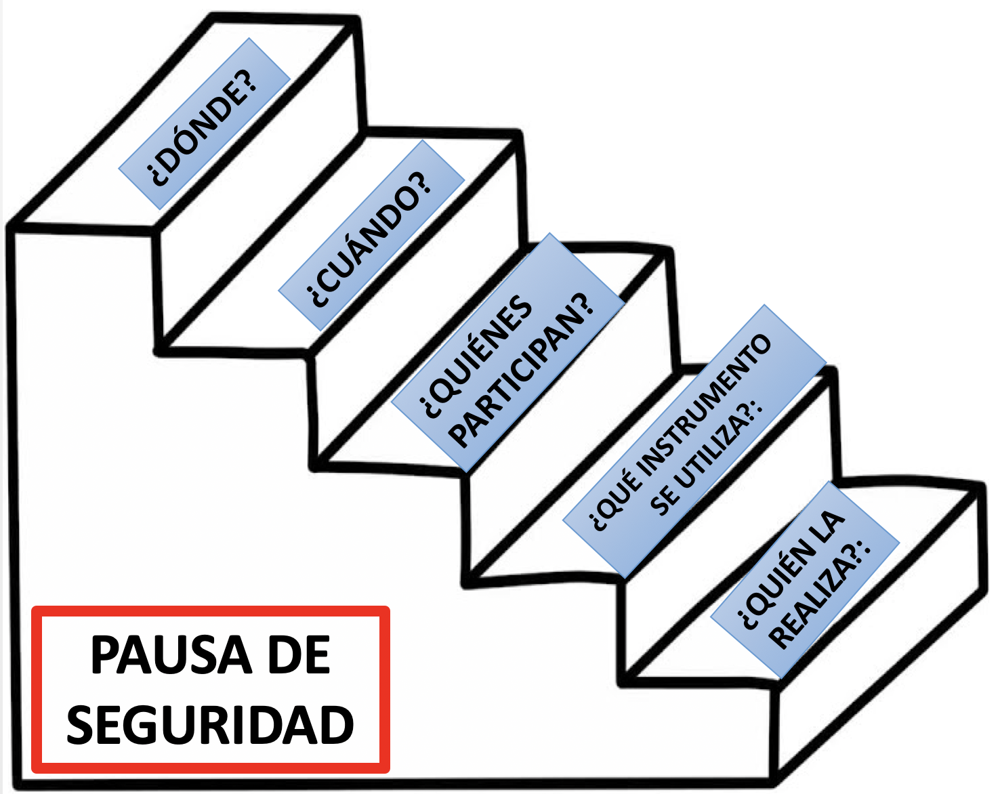 ¿DÓNDE?
¿CUÁNDO?
¿QUIÉNES
PARTICIPAN?
¿QUÉ INSTRUMENTO
SE UTILIZA?:
¿QUIÉN LA
REALIZA?:
PAUSA DE
SEGURIDAD